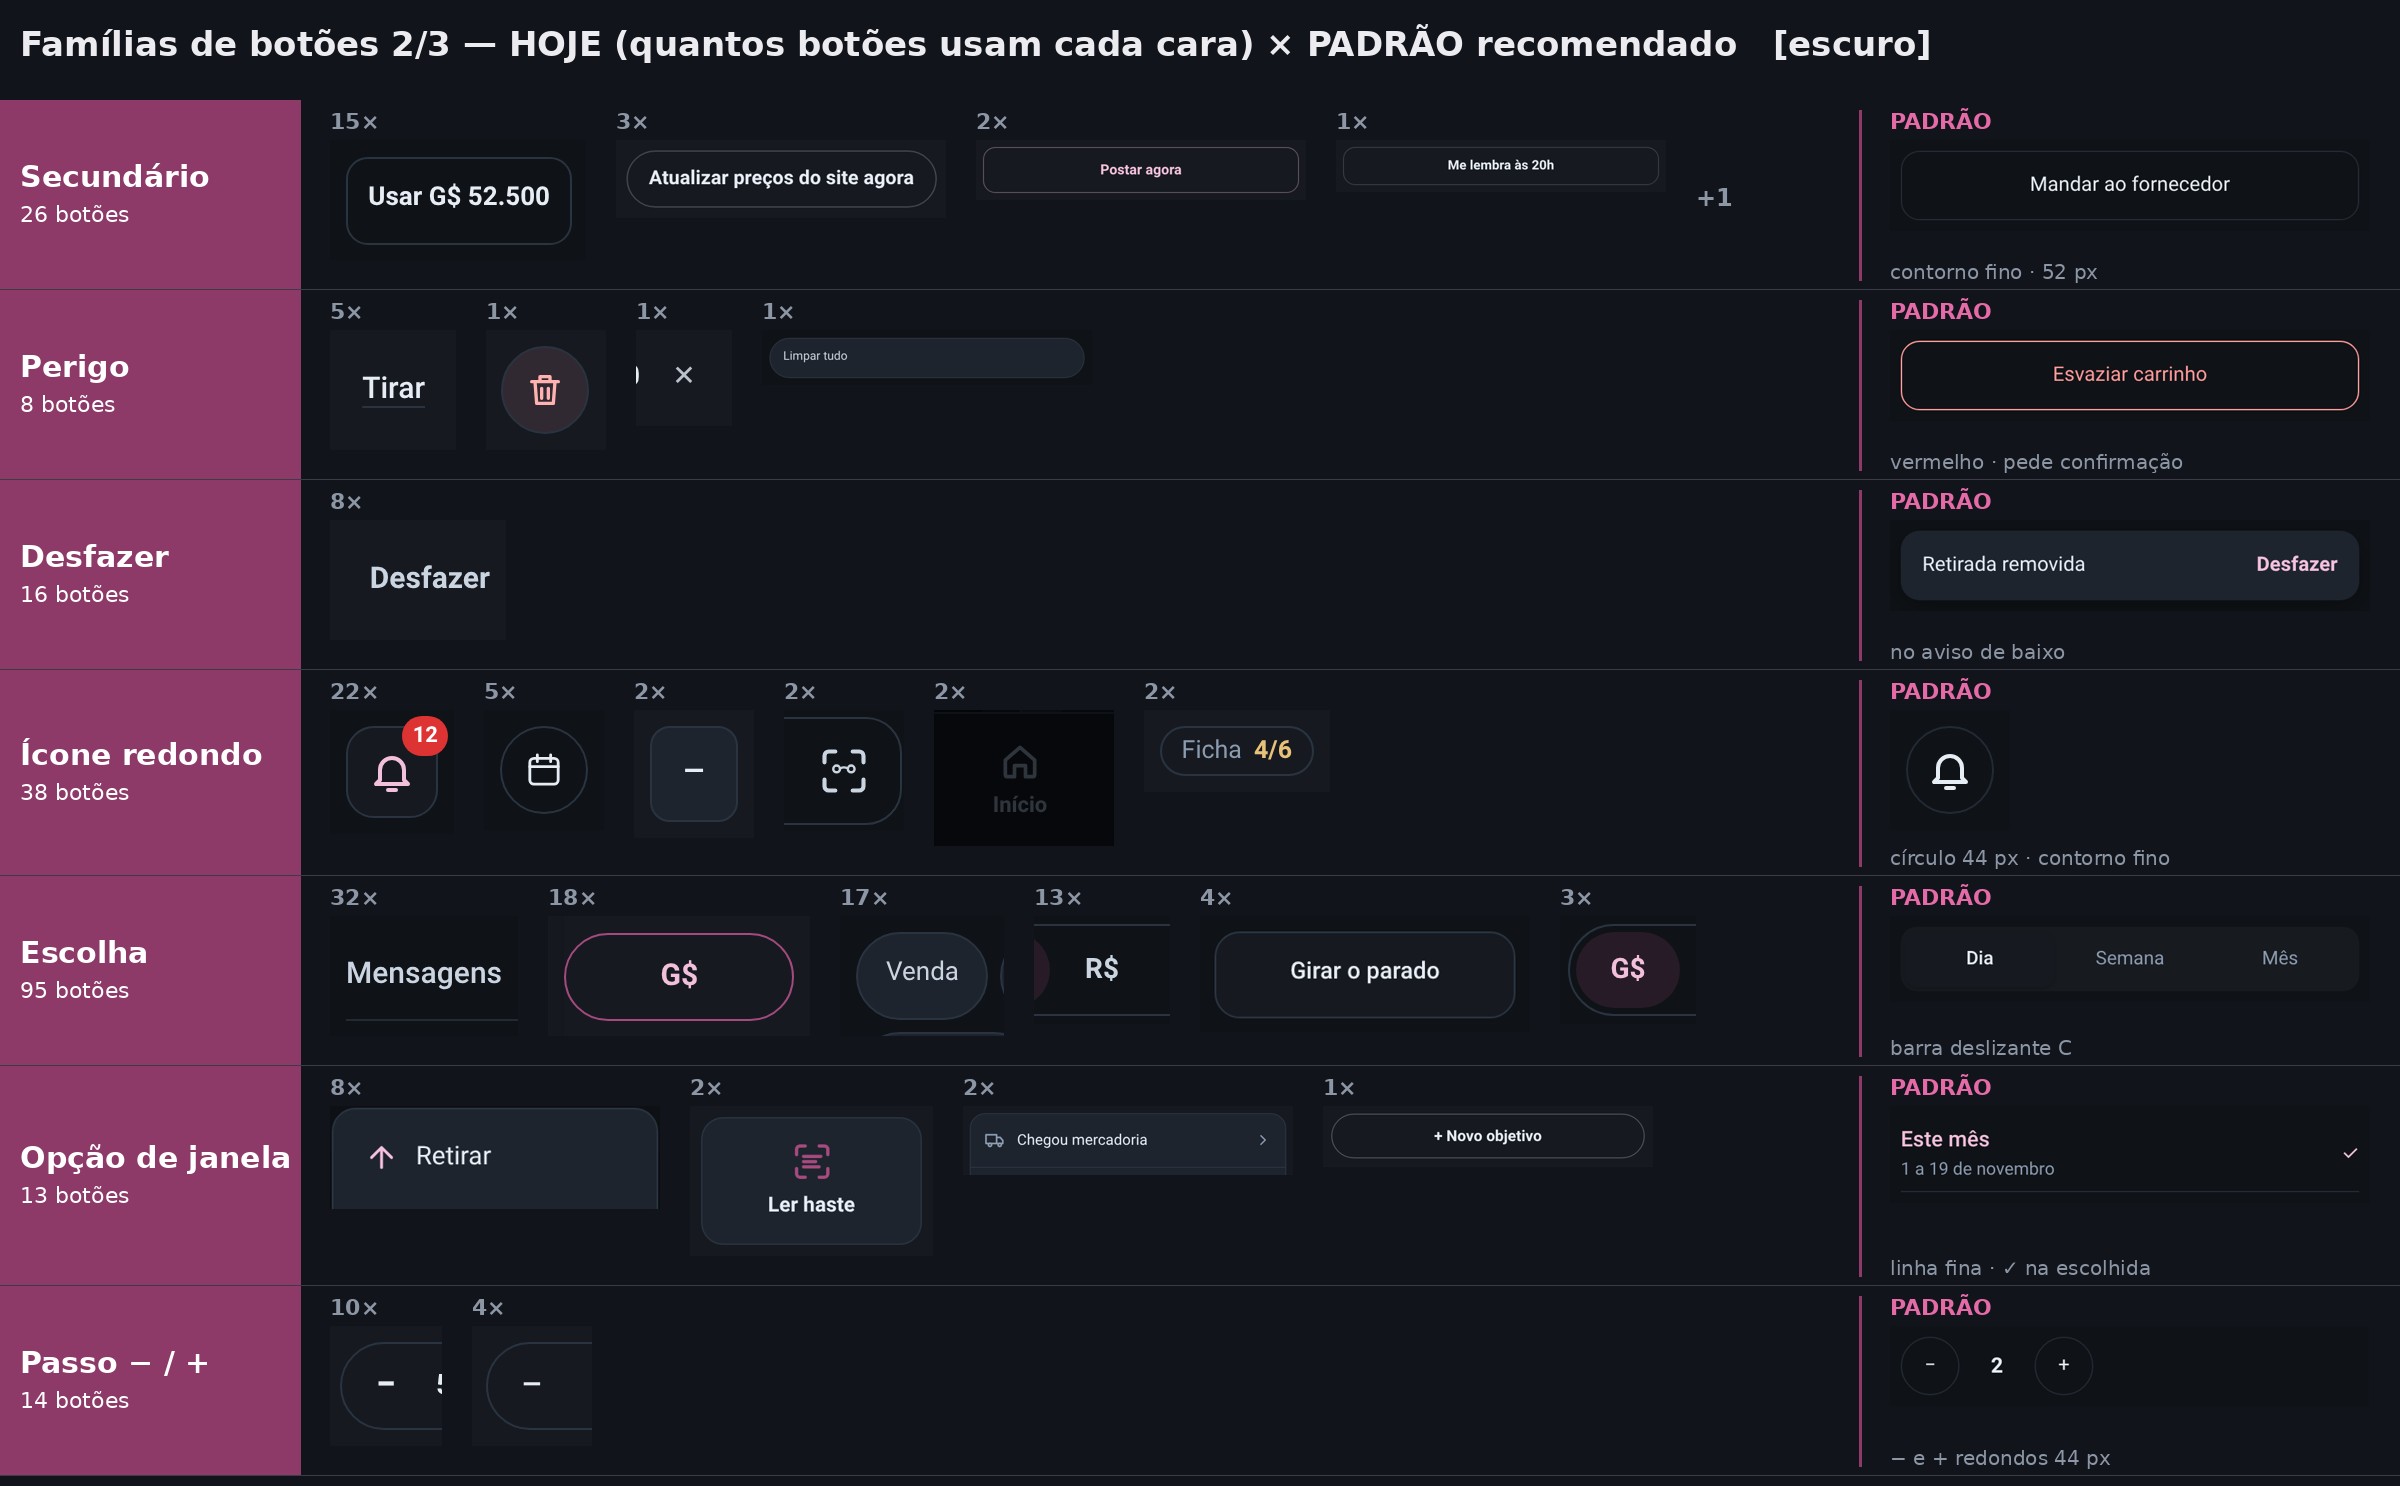 Famílias de botões 2/3 — HOJE (quantos botões usam cada cara) × PADRÃO recomendado [escuro]
Secundário
26 botões
15×
Usar G$ 52.500
3×
Atualizar preços do site agora
2×
Postar agora
1×
Me lembra às 20h
+1
PADRÃO
Mandar ao fornecedor
contorno fino · 52 px
Perigo
8 botões
5×
Tirar
1×
1×
×
1×
Limpar tudo
PADRÃO
Esvaziar carrinho
vermelho · pede confirmação
Desfazer
16 botões
8×
Desfazer
PADRÃO
Retirada removida Desfazer
no aviso de baixo
Ícone redondo
38 botões
22×
12
5×
2×
−
2×
2×
Início
2×
Ficha 4/6
PADRÃO
círculo 44 px · contorno fino
Escolha
95 botões
32×
Mensagens
18×
G$
17×
Venda
13×
R$
4×
Girar o parado
3×
G$
PADRÃO
Dia Semana Mês
barra deslizante C
Opção de janela
13 botões
8×
Retirar
2×
Ler haste
2×
Chegou mercadoria
1×
+ Novo objetivo
PADRÃO
Este mês
1 a 19 de novembro
linha fina · ✓ na escolhida
Passo − / +
14 botões
10×
−
4×
−
PADRÃO
− 2 +
− e + redondos 44 px